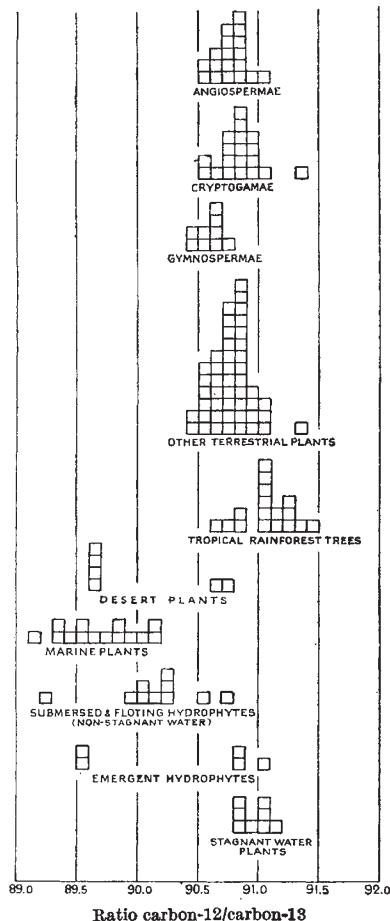 ANGIOSPERMAE
CRYPTOGAMAE
GYMNOSPERMAE
OTHER TERRESTRIAL PLANTS
TROPICAL RAINFOREST TREES
DESERT PLANTS
MARINE PLANTS
SUBMERSED & FLOTING HYDROPHYTES
(NON-STAGNANT WATER)
EMERGENT HYDROPHYTES
STAGNANT WATER
PLANTS
89.0 89.5 90.0 90.5 91.0 91.5 92.0
Ratio carbon-12/carbon-13